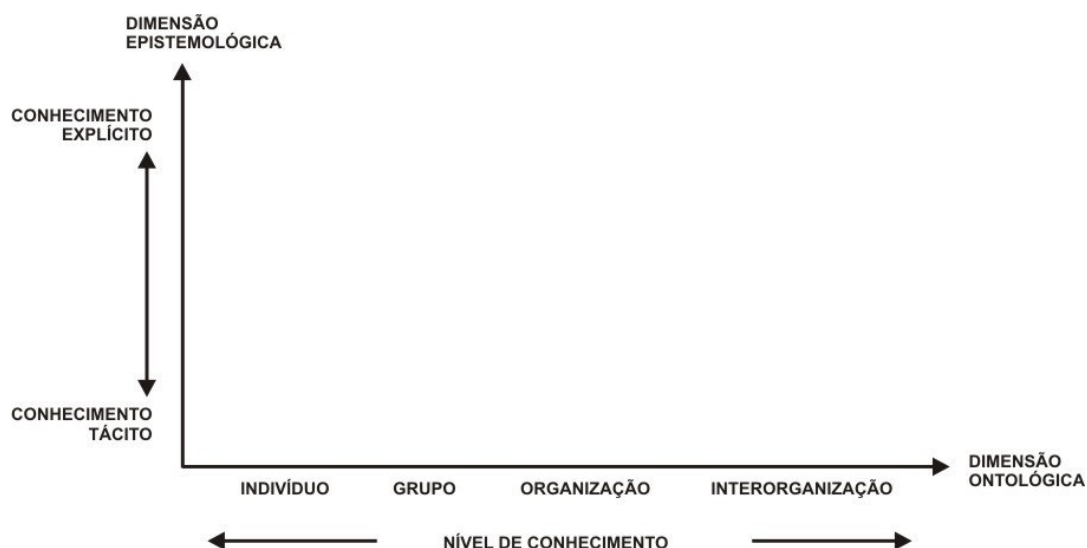 DIMENSÃO
EPISTEMOLÓGICA
CONHECIMENTO
EXPLÍCITO
CONHECIMENTO
TÁCITO
DIMENSÃO
ONTOLÓGICA
INDIVÍDUO GRUPO ORGANIZAÇÃO INTERORGANIZAÇÃO
NÍVEL DE CONHECIMENTO